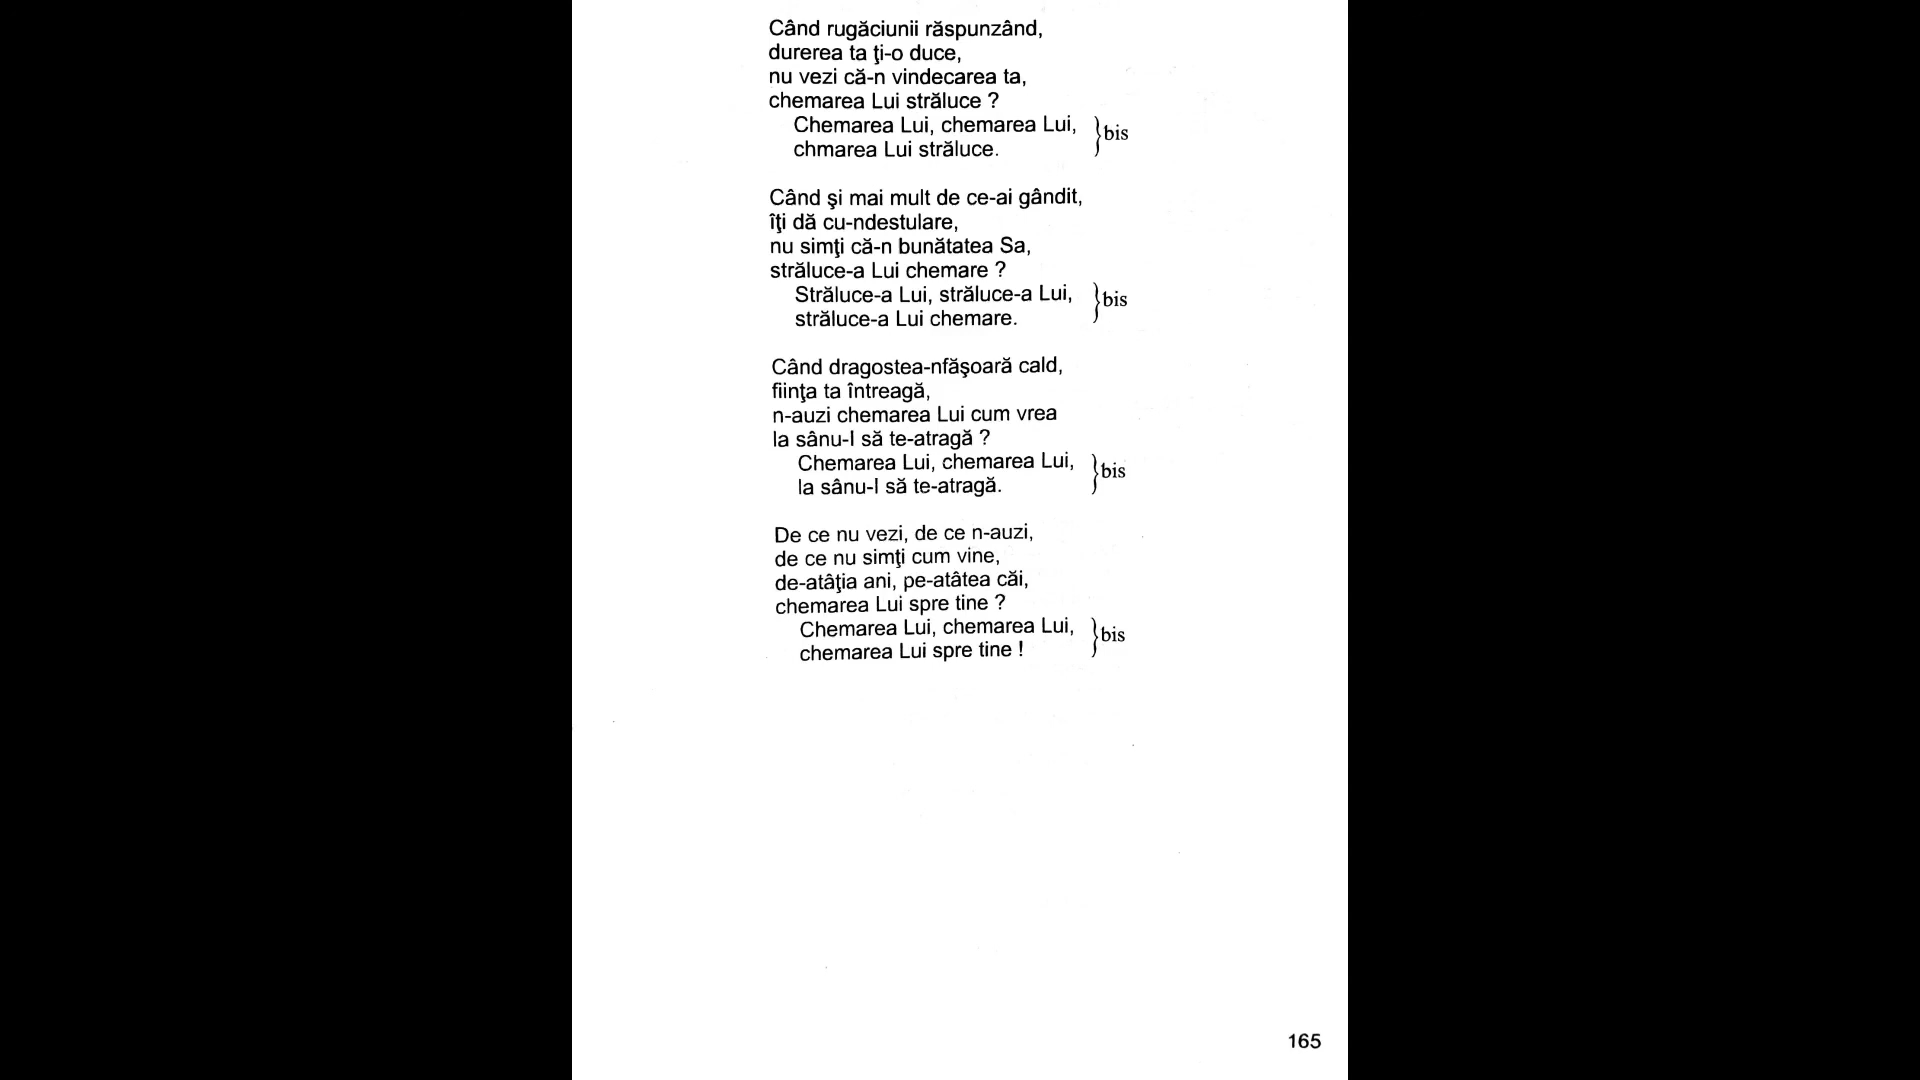 Când rugăciunii răspunzând,
durerea ta ţi-o duce,
nu vezi că-n vindecarea ta,
chemarea Lui străluce ?
Chemarea Lui, chemarea Lui,
chmarea Lui străluce. }bis
Când şi mai mult de ce-ai gândit,
îţi dă cu-ndestulare,
nu simţi că-n bunătatea Sa,
străluce-a Lui chemare ?
Străluce-a Lui, străluce-a Lui,
străluce-a Lui chemare. }bis
Când dragostea-nfăşoară cald,
fiinţa ta întreagă,
n-auzi chemarea Lui cum vrea
la sânu-I să te-atragă ?
Chemarea Lui, chemarea Lui,
la sânu-I să te-atragă. }bis
De ce nu vezi, de ce n-auzi,
de ce nu simţi cum vine,
de-atâţia ani, pe-atâtea căi,
chemarea Lui spre tine ?
Chemarea Lui, chemarea Lui,
chemarea Lui spre tine ! }bis
165